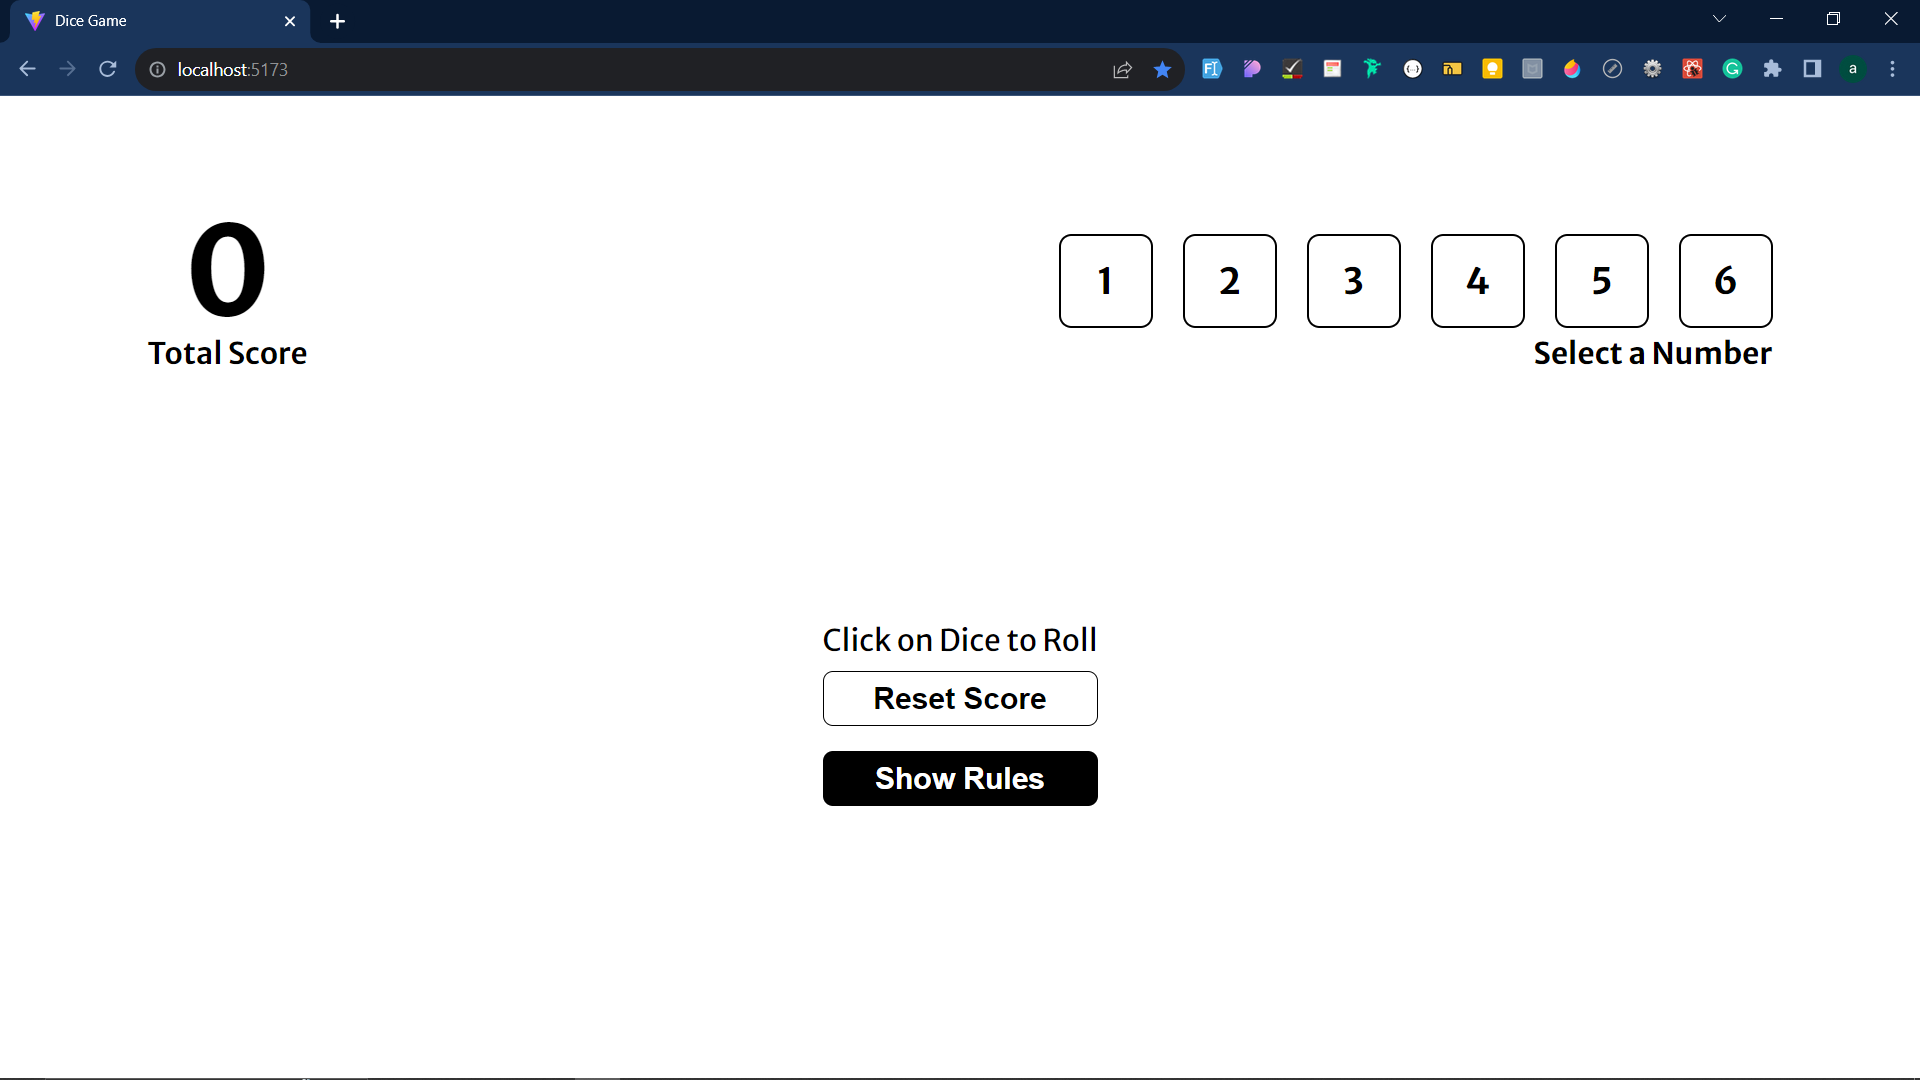 Dice Game
localhost:5173
a
0
1 2 3 4 5 6
Total Score
Select a Number
Click on Dice to Roll
Reset Score
Show Rules